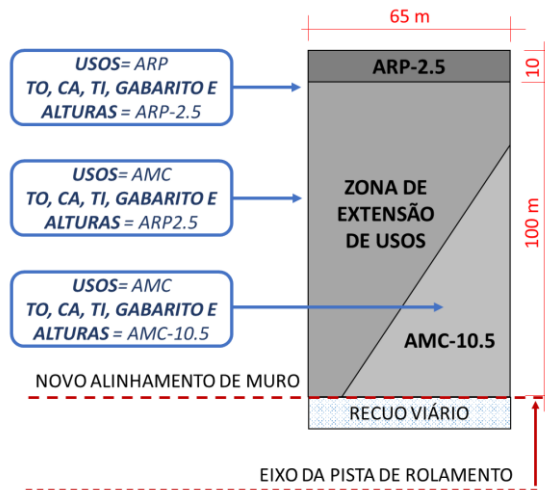 65 m
USOS= ARP
TO, CA, TI, GABARITO E
ALTURAS = ARP-2.5
ARP-2.5
10
USOS= AMC
TO, CA, TI, GABARITO E
ALTURAS = ARP2.5
ZONA DE
EXTENSÃO
DE USOS
100 m
USOS= AMC
TO, CA, TI, GABARITO E
ALTURAS = AMC-10.5
AMC-10.5
NOVO ALINHAMENTO DE MURO
RECUO VIÁRIO
EIXO DA PISTA DE ROLAMENTO